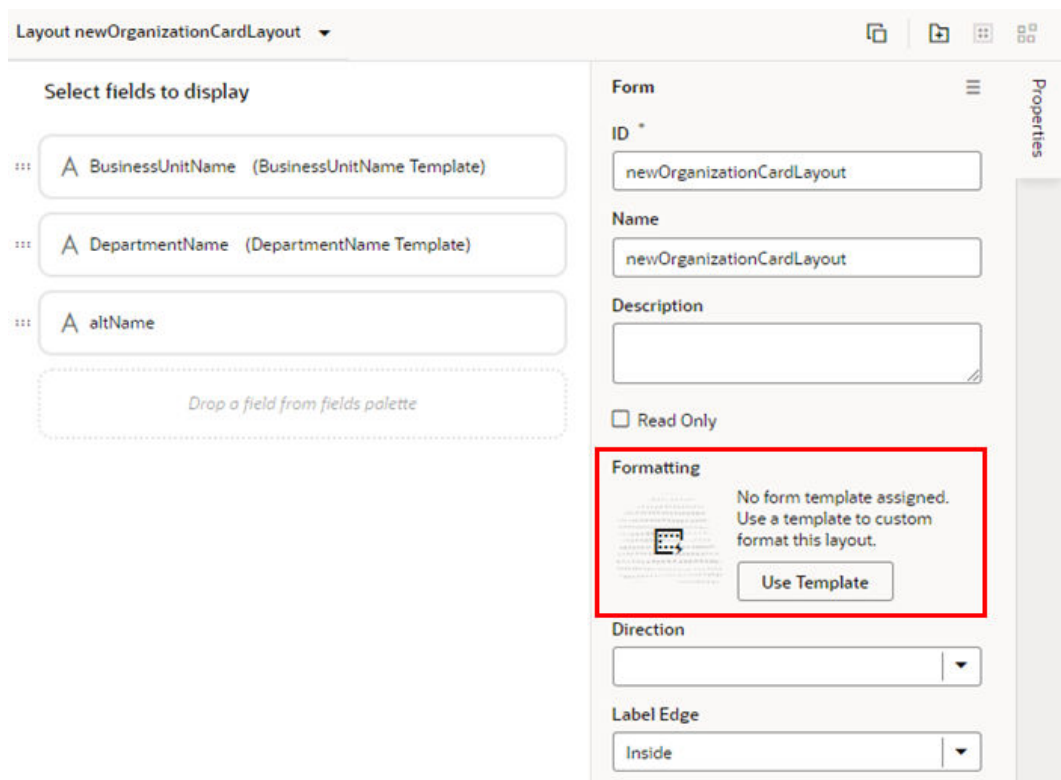 Layout newOrganizationCardLayout
Select fields to display
BusinessUnitName (BusinessUnitName Template)
DepartmentName (DepartmentName Template)
altName
Drop a field from fields palette
Form
ID *
newOrganizationCardLayout
Name
newOrganizationCardLayout
Description
Read Only
Formatting
No form template assigned.
Use a template to custom
format this layout.
Use Template
Direction
Label Edge
Inside
Properties